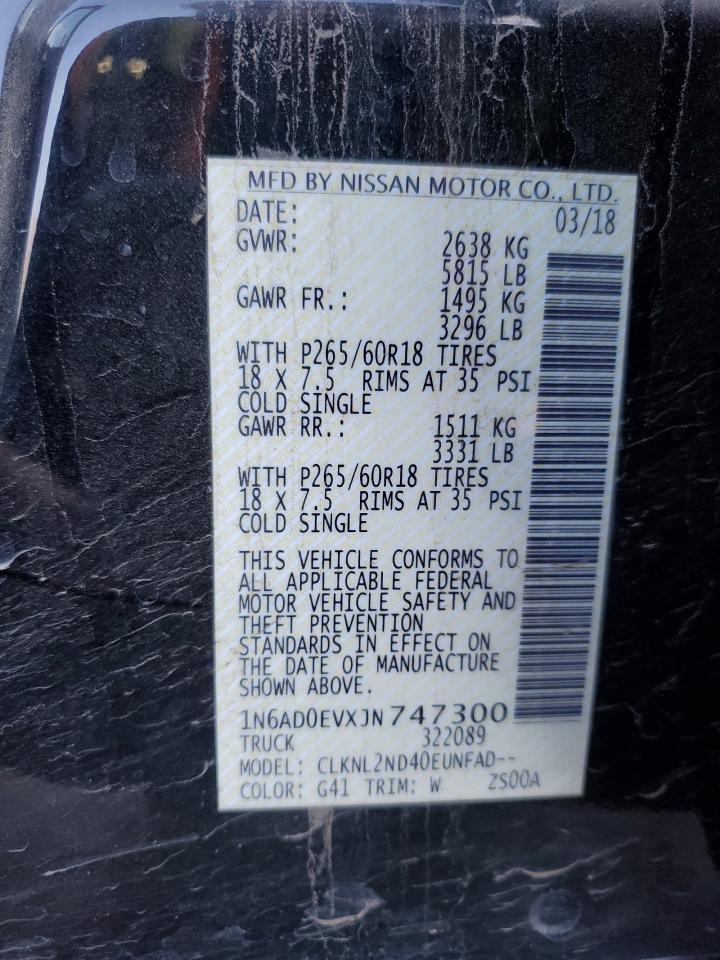 MFD BY NISSAN MOTOR CO., LTD.
DATE: 03/18
GVWR: 2638 KG
5815 LB
GAWR FR.: 1495 KG
3296 LB
WITH P265/60R18 TIRES
18 X 7.5 RIMS AT 35 PSI
COLD SINGLE
GAWR RR.: 1511 KG
3331 LB
WITH P265/60R18 TIRES
18 X 7.5 RIMS AT 35 PSI
COLD SINGLE
THIS VEHICLE CONFORMS TO
ALL APPLICABLE FEDERAL
MOTOR VEHICLE SAFETY AND
THEFT PREVENTION
STANDARDS IN EFFECT ON
THE DATE OF MANUFACTURE
SHOWN ABOVE.
1N6AD0EVXJN747300
TRUCK 322089
MODEL: CLKNL2ND40EUNFAD--
COLOR: G41 TRIM: W ZS00A